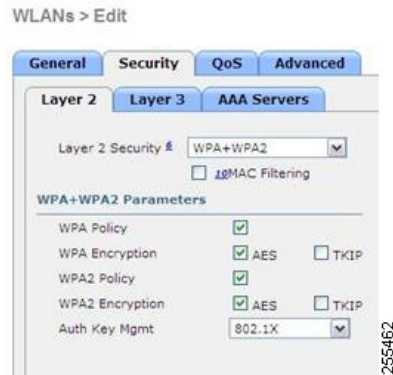 WLANs > Edit
General Security QoS Advanced
Layer 2 Layer 3 AAA Servers
Layer 2 Security 6 WPA+WPA2
10MAC Filtering
WPA+WPA2 Parameters
WPA Policy
WPA Encryption AES TKIP
WPA2 Policy
WPA2 Encryption AES TKIP
Auth Key Mgmt 802.1X
255462